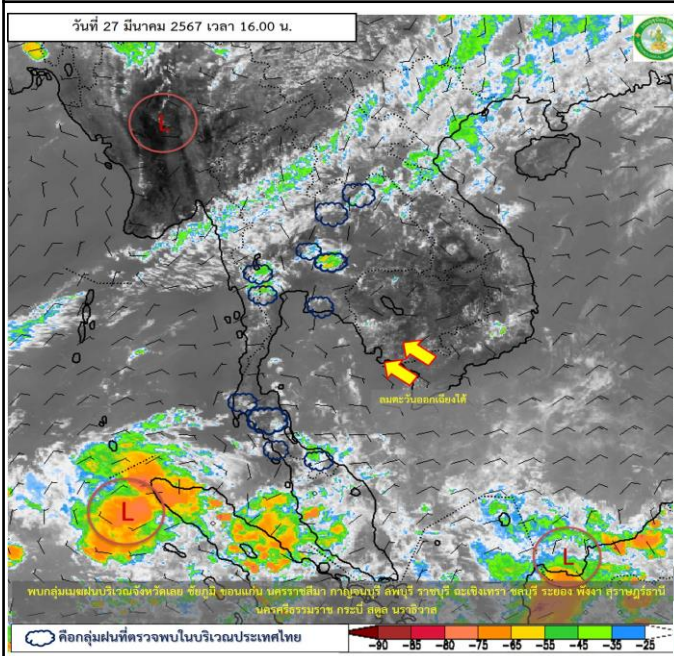 วันที่ 27 มีนาคม 2567 เวลา 16.00 น.
L
ลมตะวันออกเฉียงใต้
L
L
พบกลุ่มเมฆฝนบริเวณจังหวัดเลย ชัยภูมิ ขอนแก่น นครราชสีมา กาญจนบุรี ลพบุรี ราชบุรี ฉะเชิงเทรา ชลบุรี ระยอง พังงา สุราษฎร์ธานี
นครศรีธรรมราช กระบี่ สตูล นราธิวาส
คือกลุ่มฝนที่ตรวจพบในบริเวณประเทศไทย
-90 -85 -80 -75 -65 -55 -45 -35 -25